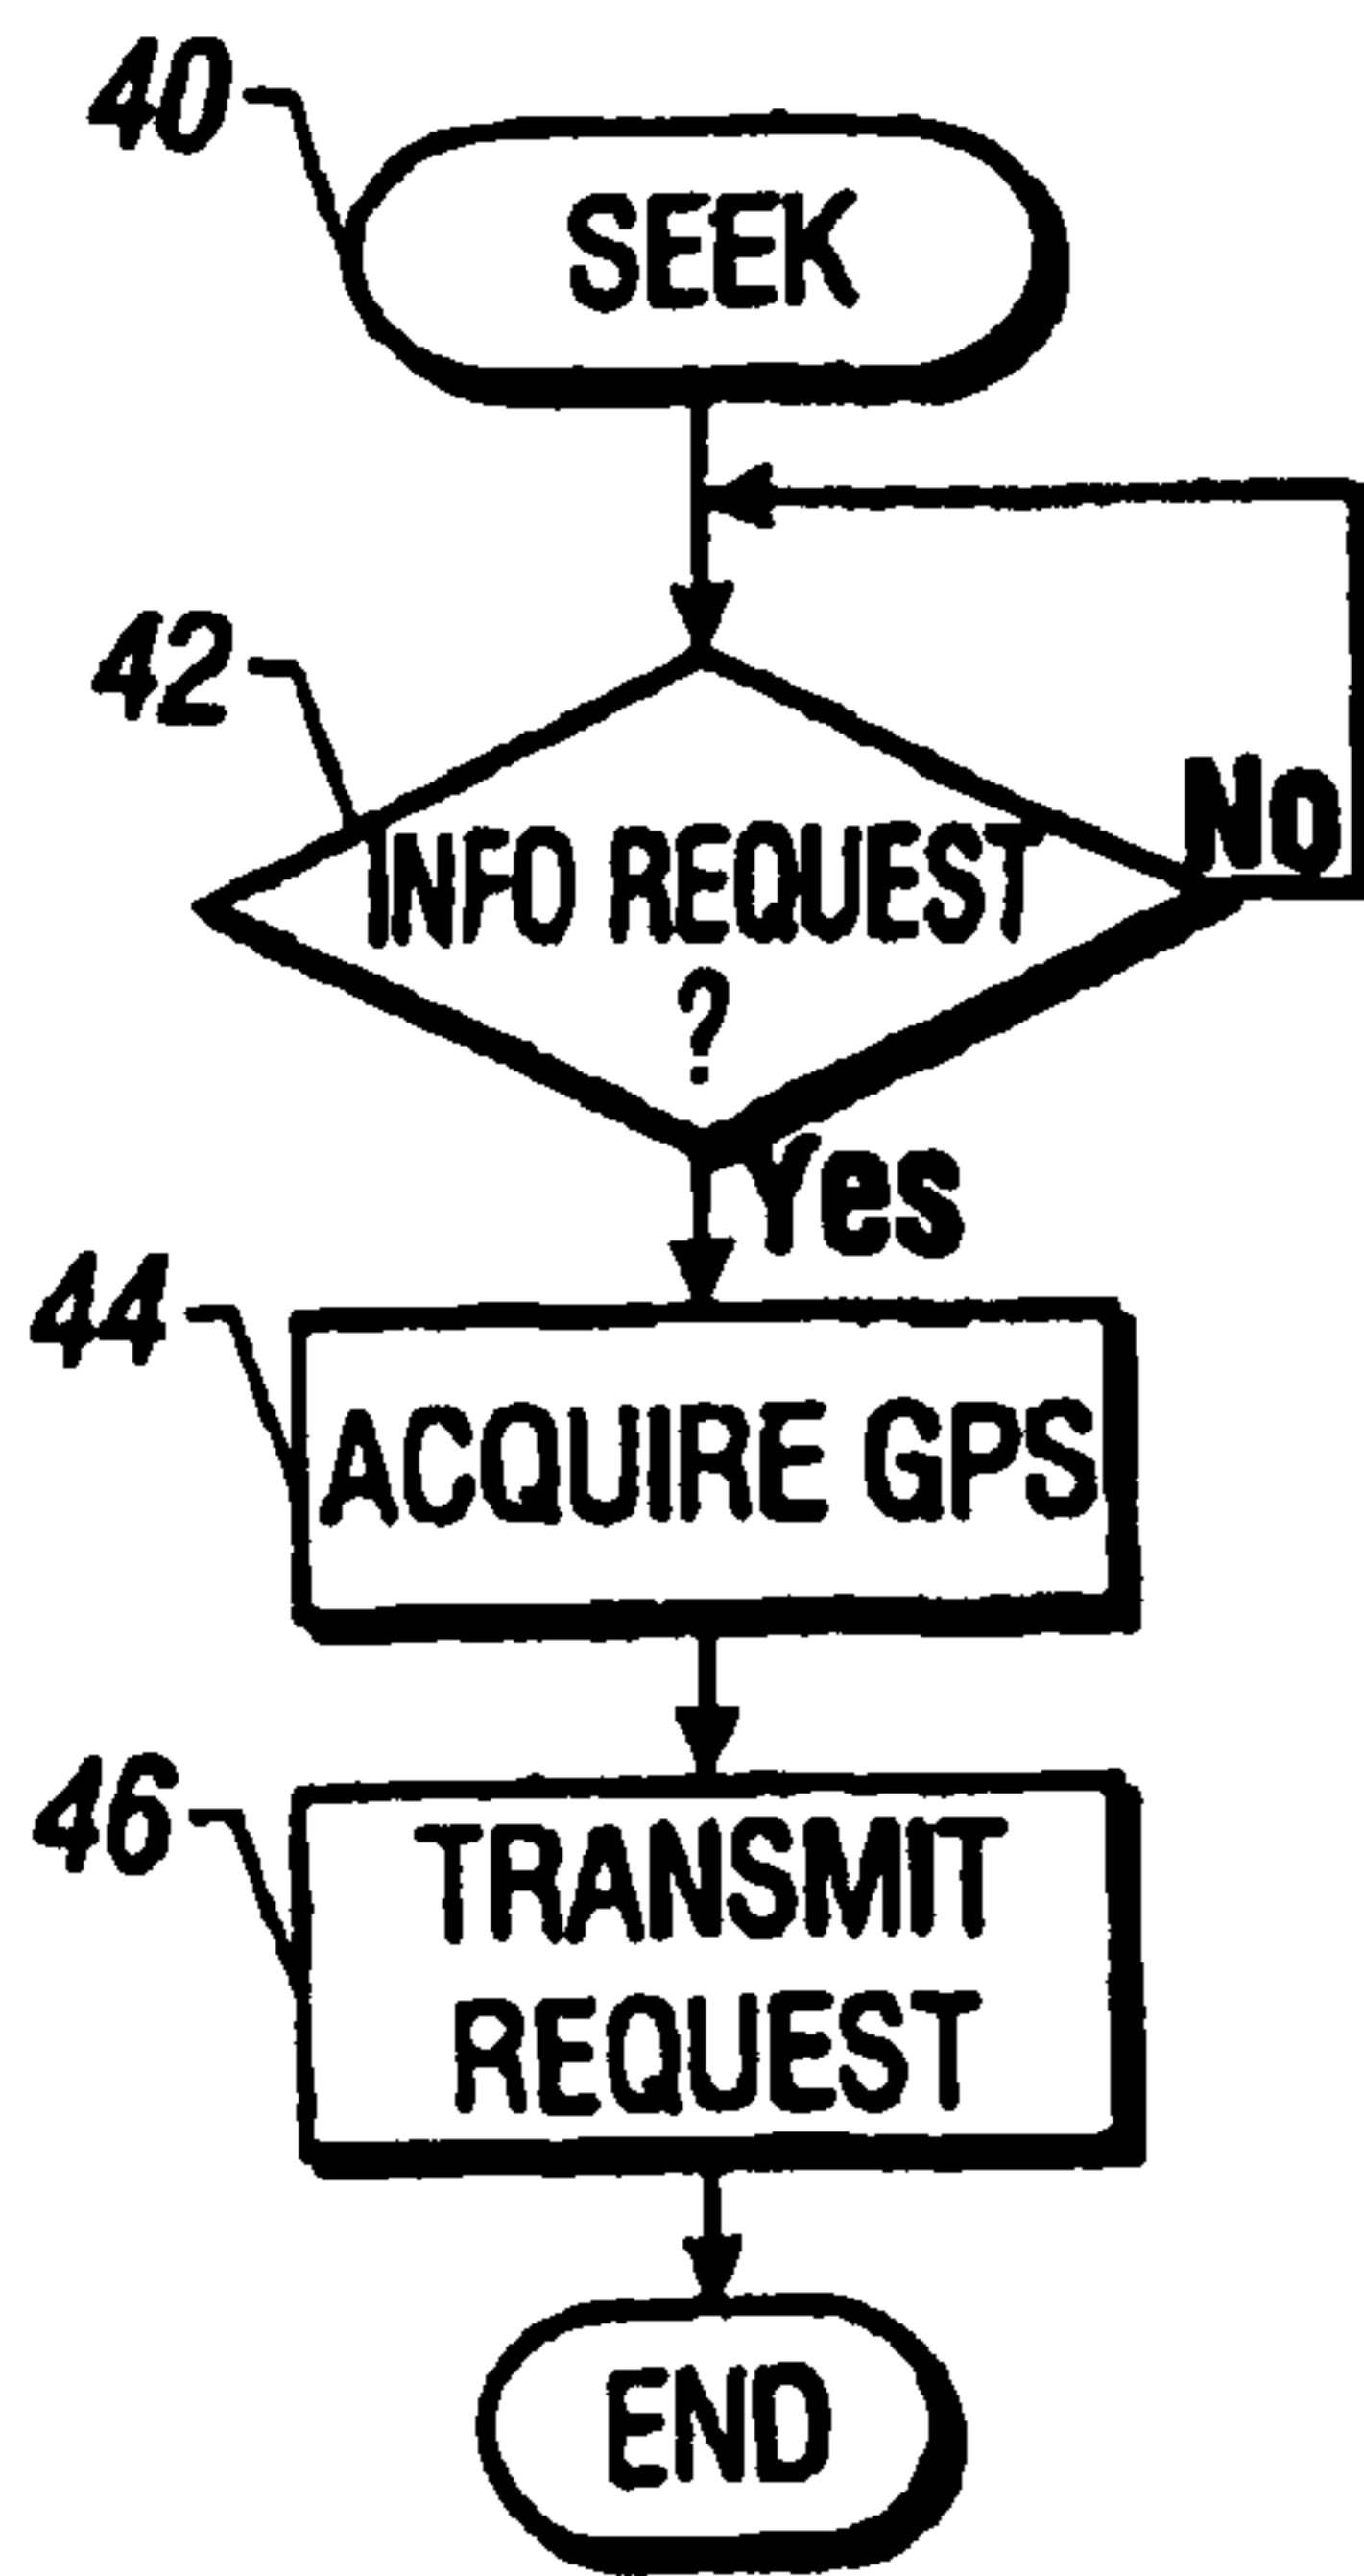 40
SEEK
42
INFO REQUEST
?
No
Yes
44
ACQUIRE GPS
46
TRANSMIT
REQUEST
END